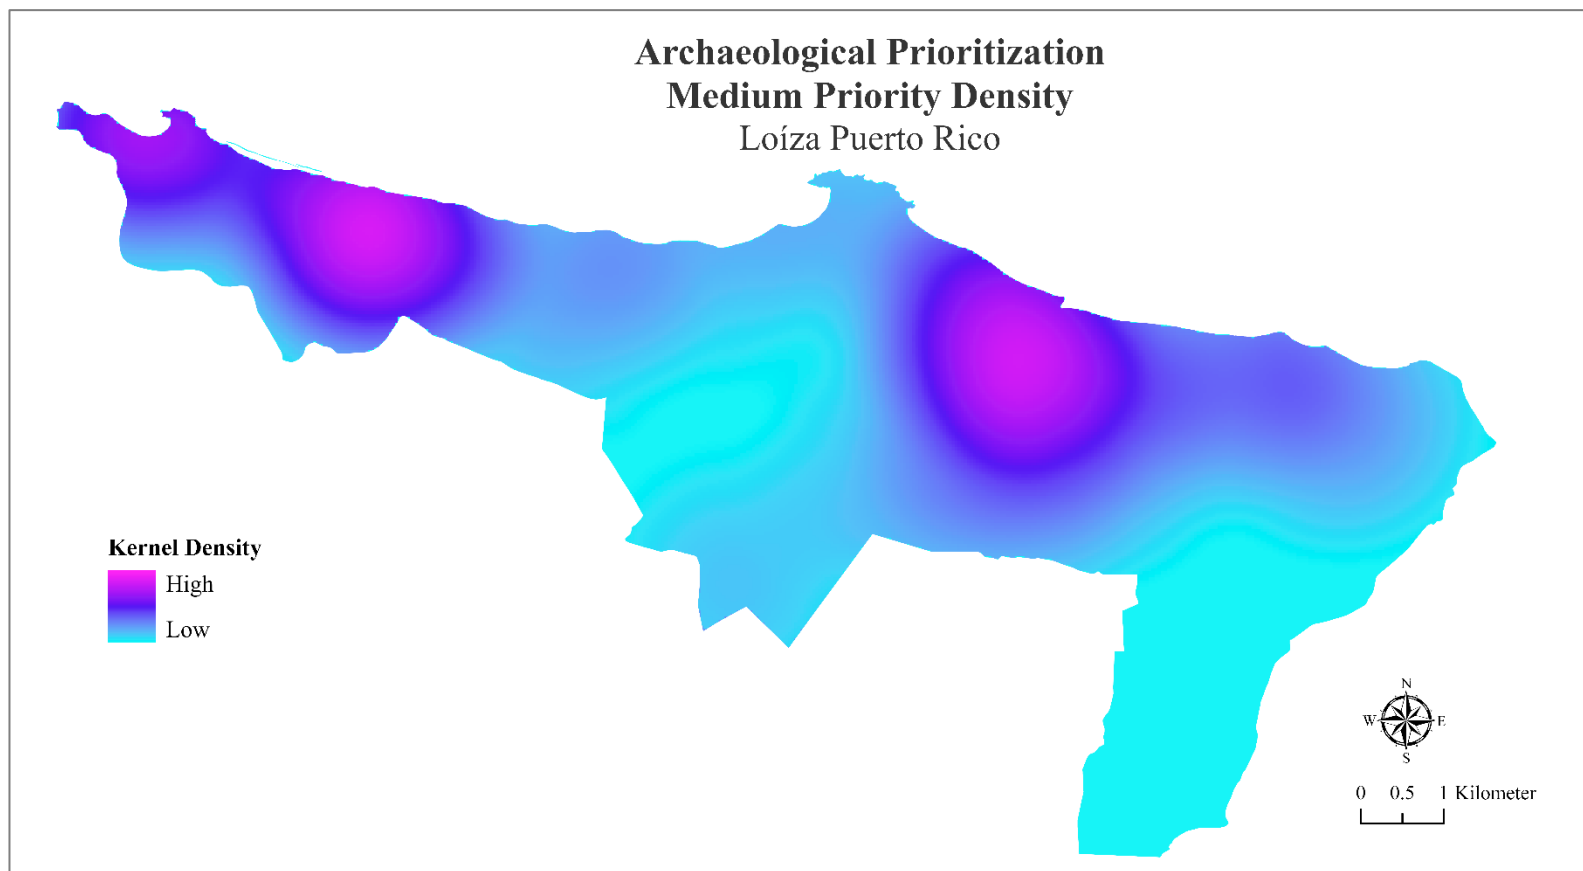 Archaeological Prioritization
Medium Priority Density
Loíza Puerto Rico
Kernel Density
High
Low
N
W E
S
0 0.5 1 Kilometer